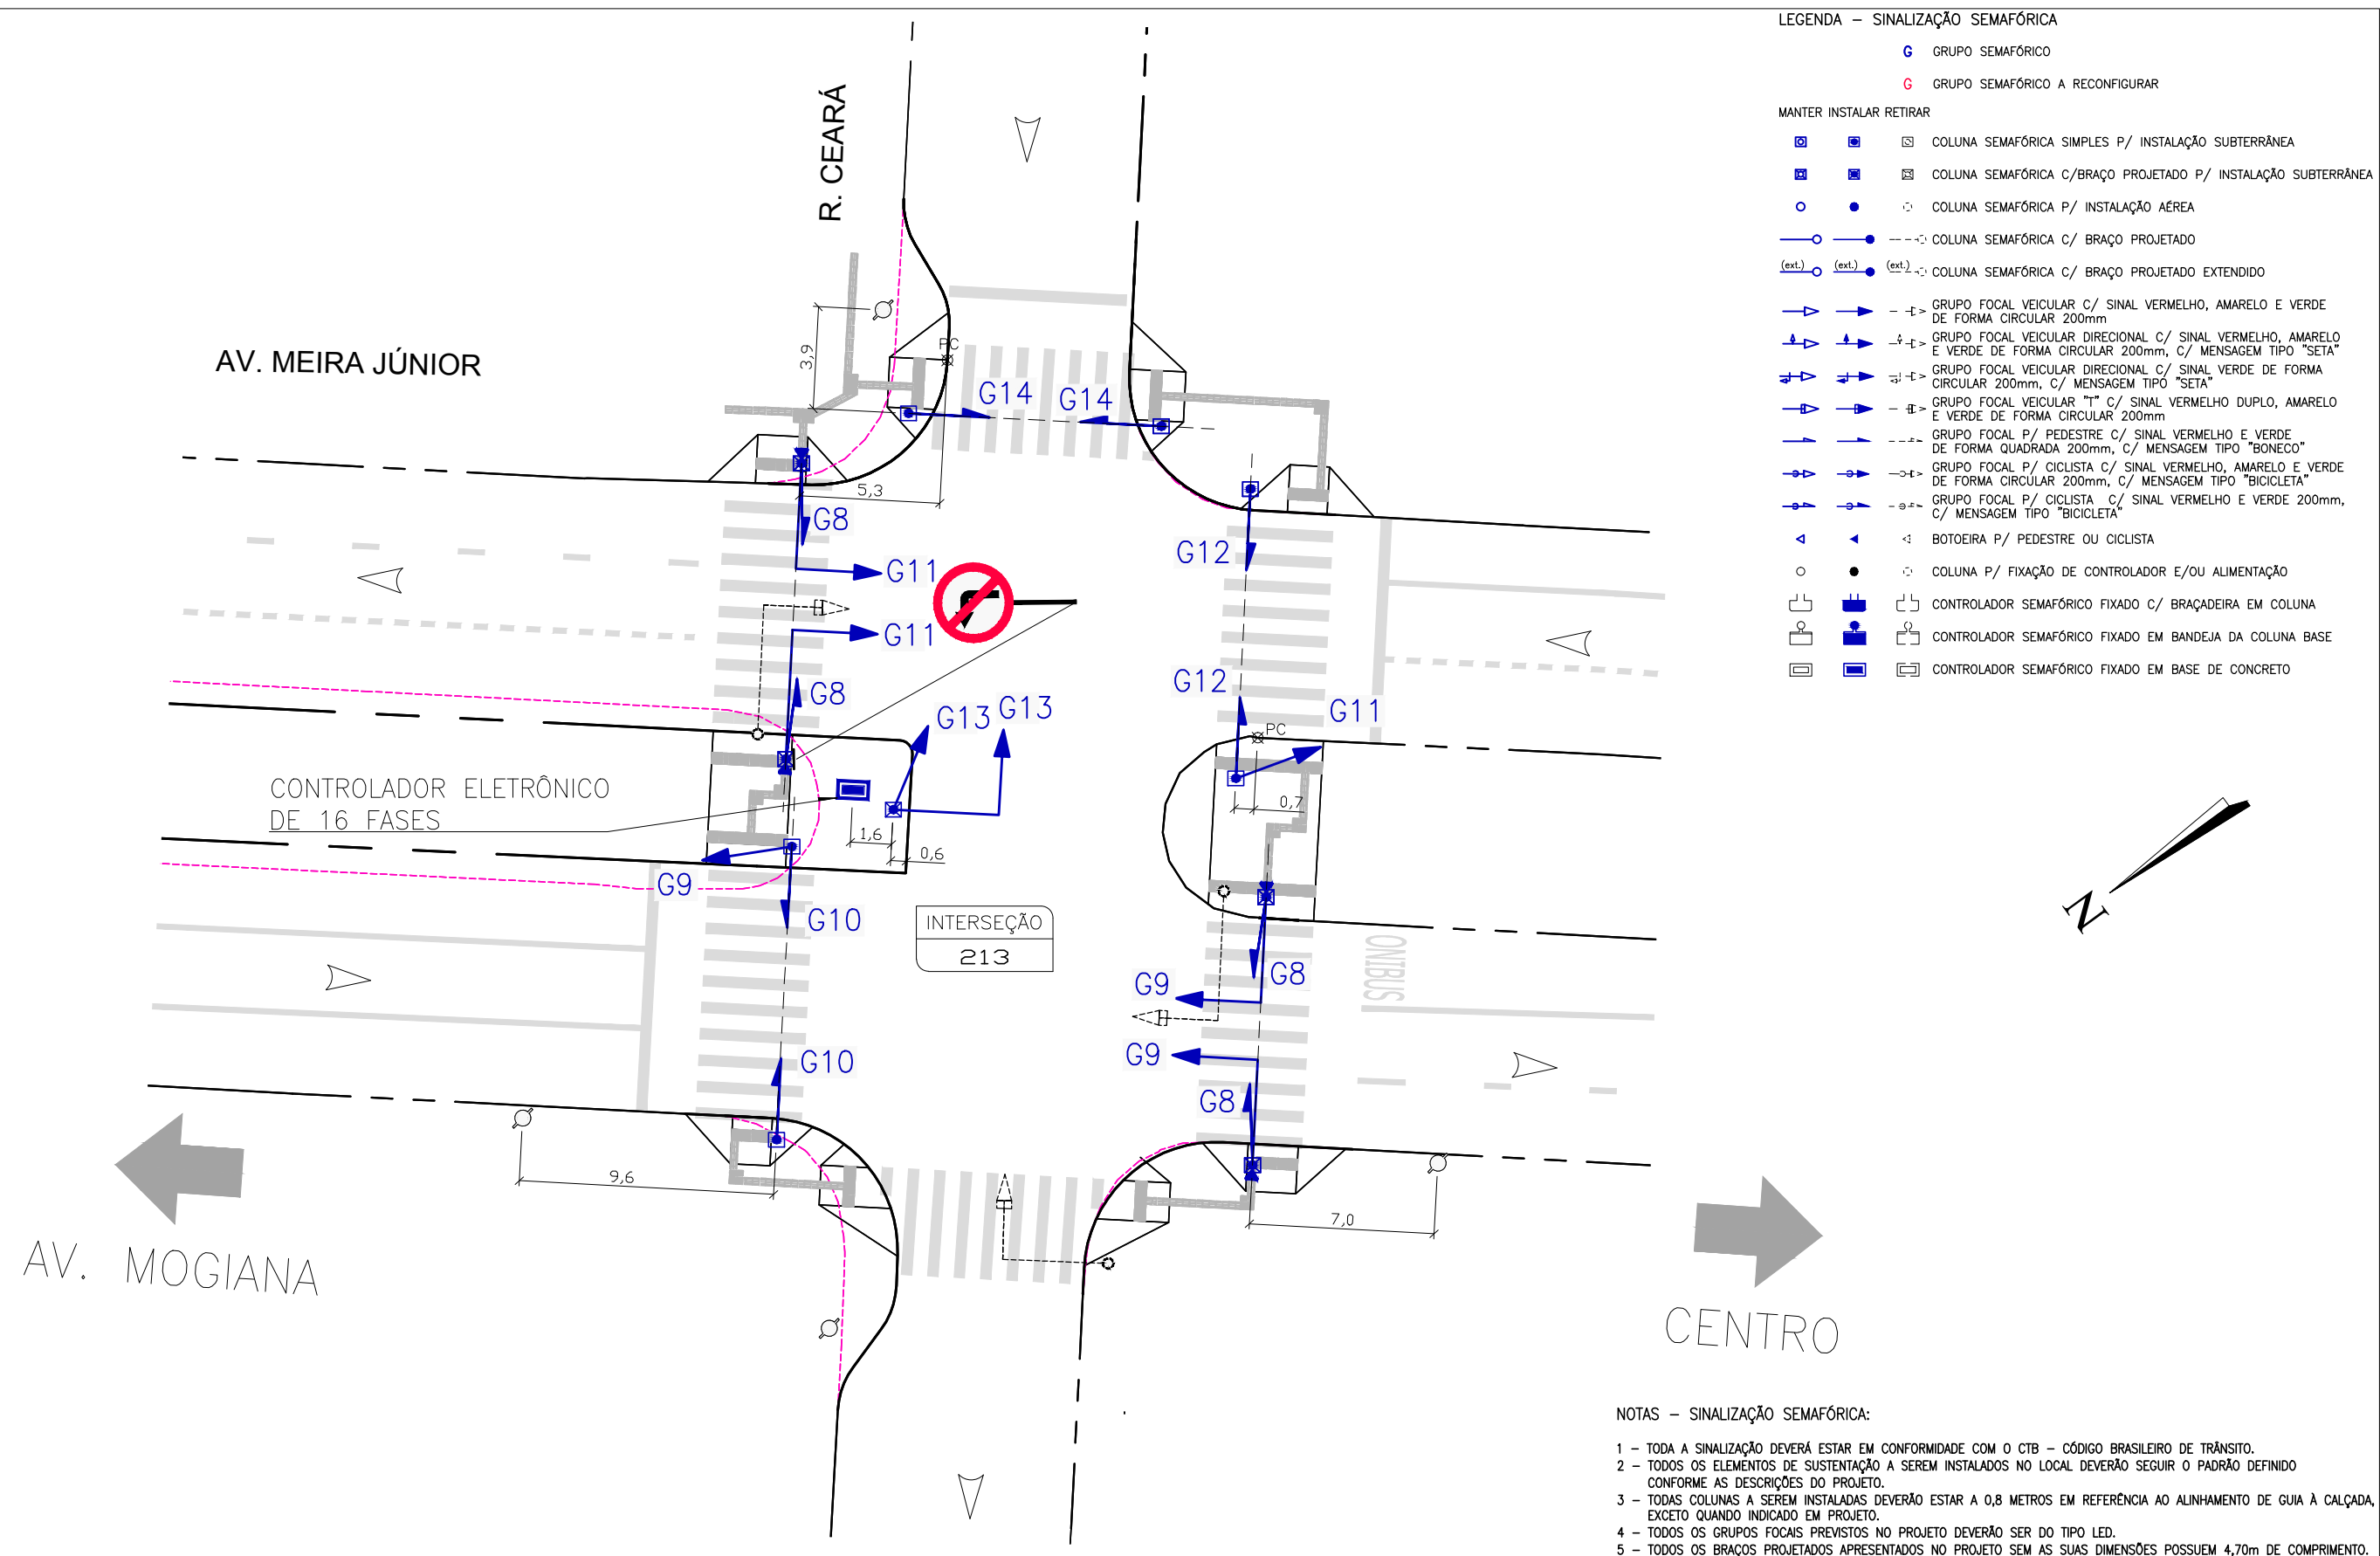 LEGENDA – SINALIZAÇÃO SEMAFÓRICA
G GRUPO SEMAFÓRICO
G GRUPO SEMAFÓRICO A RECONFIGURAR
MANTER INSTALAR RETIRAR
COLUNA SEMAFÓRICA SIMPLES P/ INSTALAÇÃO SUBTERRÂNEA
COLUNA SEMAFÓRICA C/BRAÇO PROJETADO P/ INSTALAÇÃO SUBTERRÂNEA
COLUNA SEMAFÓRICA P/ INSTALAÇÃO AÉREA
COLUNA SEMAFÓRICA C/ BRAÇO PROJETADO
(ext.) (ext.) (ext.) COLUNA SEMAFÓRICA C/ BRAÇO PROJETADO EXTENDIDO
GRUPO FOCAL VEICULAR C/ SINAL VERMELHO, AMARELO E VERDE
DE FORMA CIRCULAR 200mm
GRUPO FOCAL VEICULAR DIRECIONAL C/ SINAL VERMELHO, AMARELO
E VERDE DE FORMA CIRCULAR 200mm, C/ MENSAGEM TIPO "SETA"
GRUPO FOCAL VEICULAR DIRECIONAL C/ SINAL VERDE DE FORMA
CIRCULAR 200mm, C/ MENSAGEM TIPO "SETA"
GRUPO FOCAL VEICULAR "T" C/ SINAL VERMELHO DUPLO, AMARELO
E VERDE DE FORMA CIRCULAR 200mm
GRUPO FOCAL P/ PEDESTRE C/ SINAL VERMELHO E VERDE
DE FORMA QUADRADA 200mm, C/ MENSAGEM TIPO "BONECO"
GRUPO FOCAL P/ CICLISTA C/ SINAL VERMELHO, AMARELO E VERDE
DE FORMA CIRCULAR 200mm, C/ MENSAGEM TIPO "BICICLETA"
GRUPO FOCAL P/ CICLISTA C/ SINAL VERMELHO E VERDE 200mm,
C/ MENSAGEM TIPO "BICICLETA"
BOTOEIRA P/ PEDESTRE OU CICLISTA
COLUNA P/ FIXAÇÃO DE CONTROLADOR E/OU ALIMENTAÇÃO
CONTROLADOR SEMAFÓRICO FIXADO C/ BRAÇADEIRA EM COLUNA
CONTROLADOR SEMAFÓRICO FIXADO EM BANDEJA DA COLUNA BASE
CONTROLADOR SEMAFÓRICO FIXADO EM BASE DE CONCRETO
R. CEARÁ
AV. MEIRA JÚNIOR
3,9
PC
G14 G14
5,3
G8
G12
G11
G11
G8
G12
G13 G13
G11
PC
CONTROLADOR ELETRÔNICO
DE 16 FASES
0,7
1,6
0,6
G9
G10
INTERSEÇÃO
213
ONIBUS
G8
G9
G9
G10
G8
9,6
7,0
N
AV. MOGIANA
CENTRO
NOTAS – SINALIZAÇÃO SEMAFÓRICA:
1 – TODA A SINALIZAÇÃO DEVERÁ ESTAR EM CONFORMIDADE COM O CTB – CÓDIGO BRASILEIRO DE TRÂNSITO.
2 – TODOS OS ELEMENTOS DE SUSTENTAÇÃO A SEREM INSTALADOS NO LOCAL DEVERÃO SEGUIR O PADRÃO DEFINIDO
CONFORME AS DESCRIÇÕES DO PROJETO.
3 – TODAS COLUNAS A SEREM INSTALADAS DEVERÃO ESTAR A 0,8 METROS EM REFERÊNCIA AO ALINHAMENTO DE GUIA À CALÇADA,
EXCETO QUANDO INDICADO EM PROJETO.
4 – TODOS OS GRUPOS FOCAIS PREVISTOS NO PROJETO DEVERÃO SER DO TIPO LED.
5 – TODOS OS BRAÇOS PROJETADOS APRESENTADOS NO PROJETO SEM AS SUAS DIMENSÕES POSSUEM 4,70m DE COMPRIMENTO.